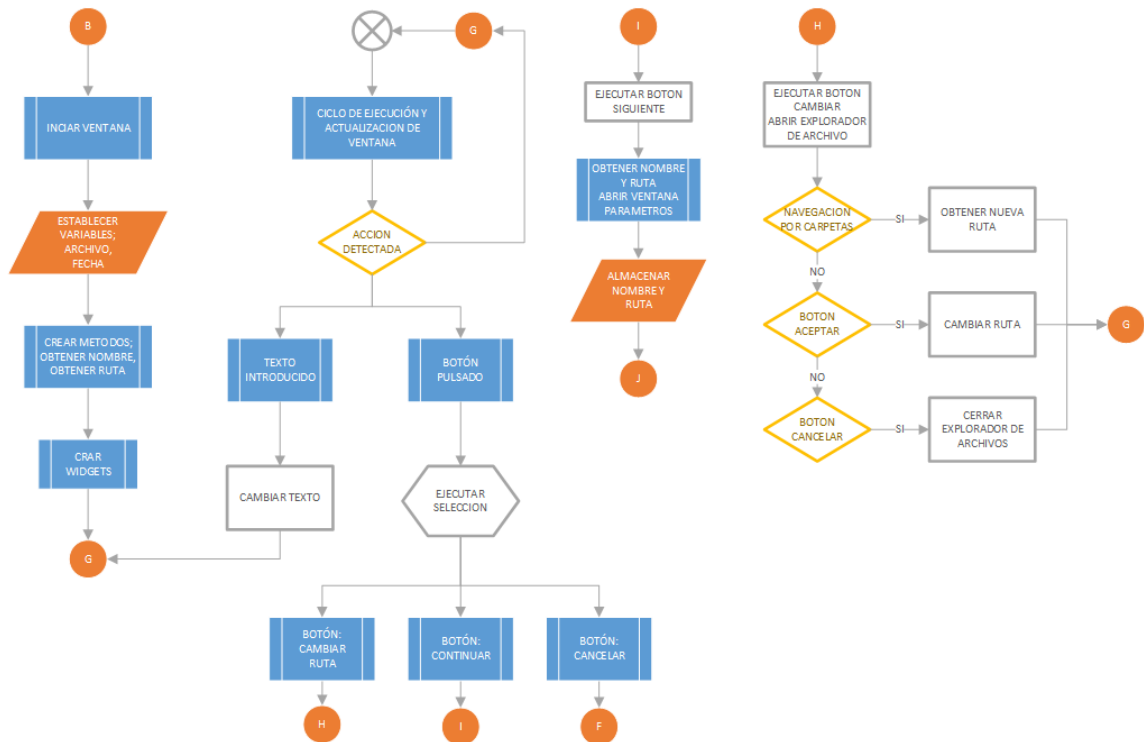 B
INCIAR VENTANA
ESTABLECER
VARIABLES;
ARCHIVO,
FECHA
CREAR METODOS;
OBTENER NOMBRE,
OBTENER RUTA
CRAR
WIDGETS
G
G
CICLO DE EJECUCIÓN Y
ACTUALIZACION DE
VENTANA
ACCION
DETECTADA
TEXTO
INTRODUCIDO
BOTÓN
PULSADO
CAMBIAR TEXTO
EJECUTAR
SELECCION
BOTÓN:
CAMBIAR
RUTA
BOTÓN:
CONTINUAR
BOTÓN:
CANCELAR
H
I
F
I
EJECUTAR BOTON
SIGUIENTE
OBTENER NOMBRE
Y RUTA
ABRIR VENTANA
PARAMETROS
ALMACENAR
NOMBRE Y
RUTA
J
H
EJECUTAR BOTON
CAMBIAR
ABRIR EXPLORADOR
DE ARCHIVO
NAVEGACION
POR CARPETAS
SI
OBTENER NUEVA
RUTA
NO
BOTON
ACEPTAR
SI
CAMBIAR RUTA
G
NO
BOTON
CANCELAR
SI
CERRAR
EXPLORADOR DE
ARCHIVOS